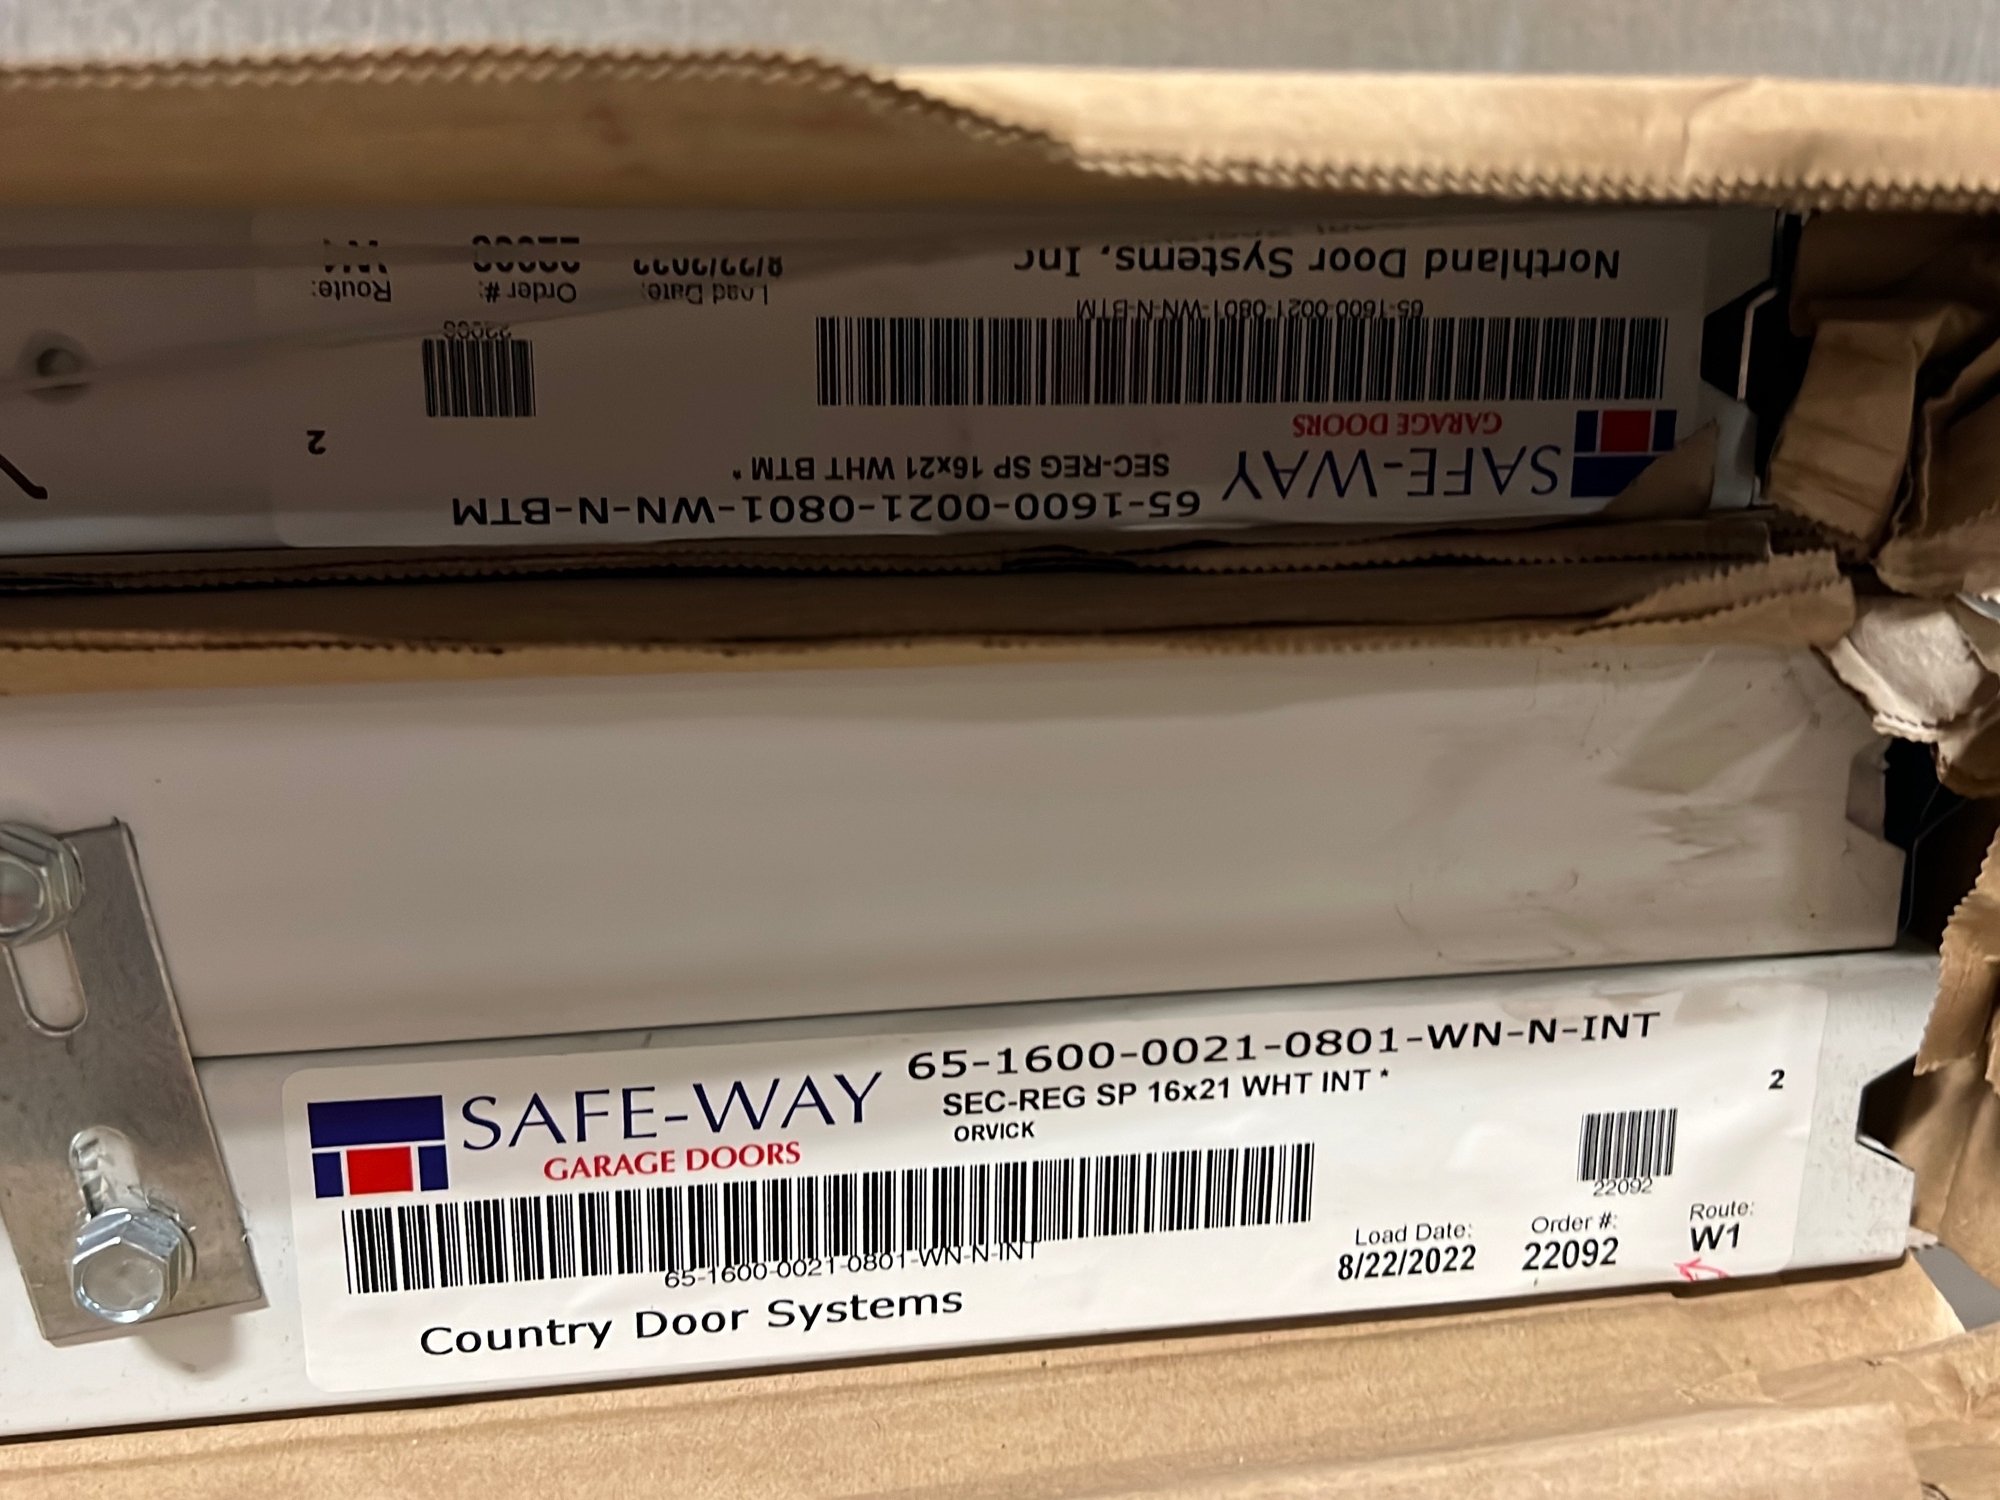 65-1600-0021-0801-WN-N-BTM
SEC-REG SP 16x21 WHT BTM *
SAFE-WAY
GARAGE DOORS
2
65-1600-0021-0801-WN-N-BTM
Northland Door Systems, Inc
Load Date:
8/22/2022
Order #:
Route:
65-1600-0021-0801-WN-N-INT
SEC-REG SP 16x21 WHT INT *
ORVICK
SAFE-WAY
GARAGE DOORS
2
22092
65-1600-0021-0801-WN-N-INT
Country Door Systems
Load Date:
8/22/2022
Order #:
22092
Route:
W1